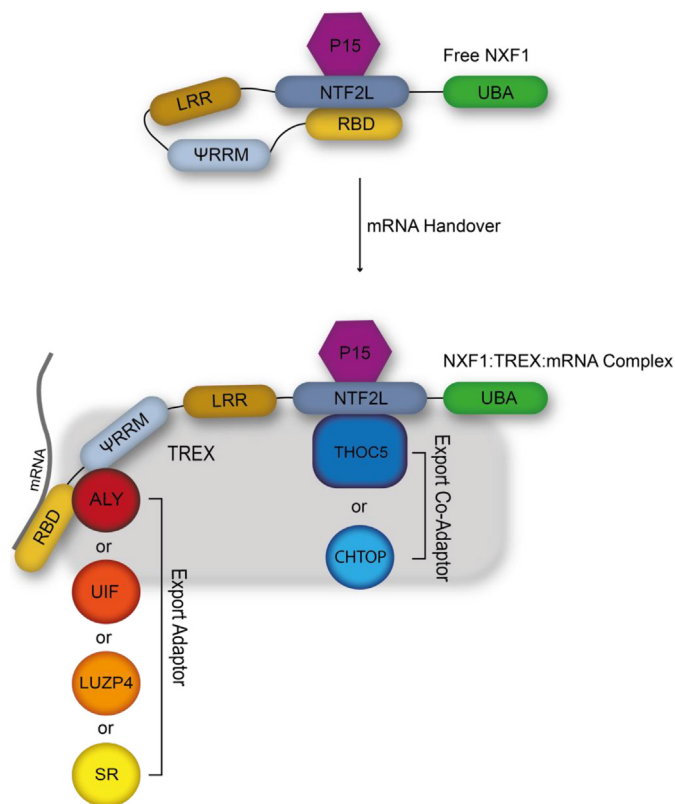 P15
Free NXF1
LRR
NTF2L
UBA
RBD
ΨRRM
mRNA Handover
P15
NXF1:TREX:mRNA Complex
LRR
NTF2L
UBA
ΨRRM
TREX
THOC5
mRNA
ALY
RBD
or
or
Export Co-Adaptor
CHTOP
UIF
Export Adaptor
or
LUZP4
or
SR